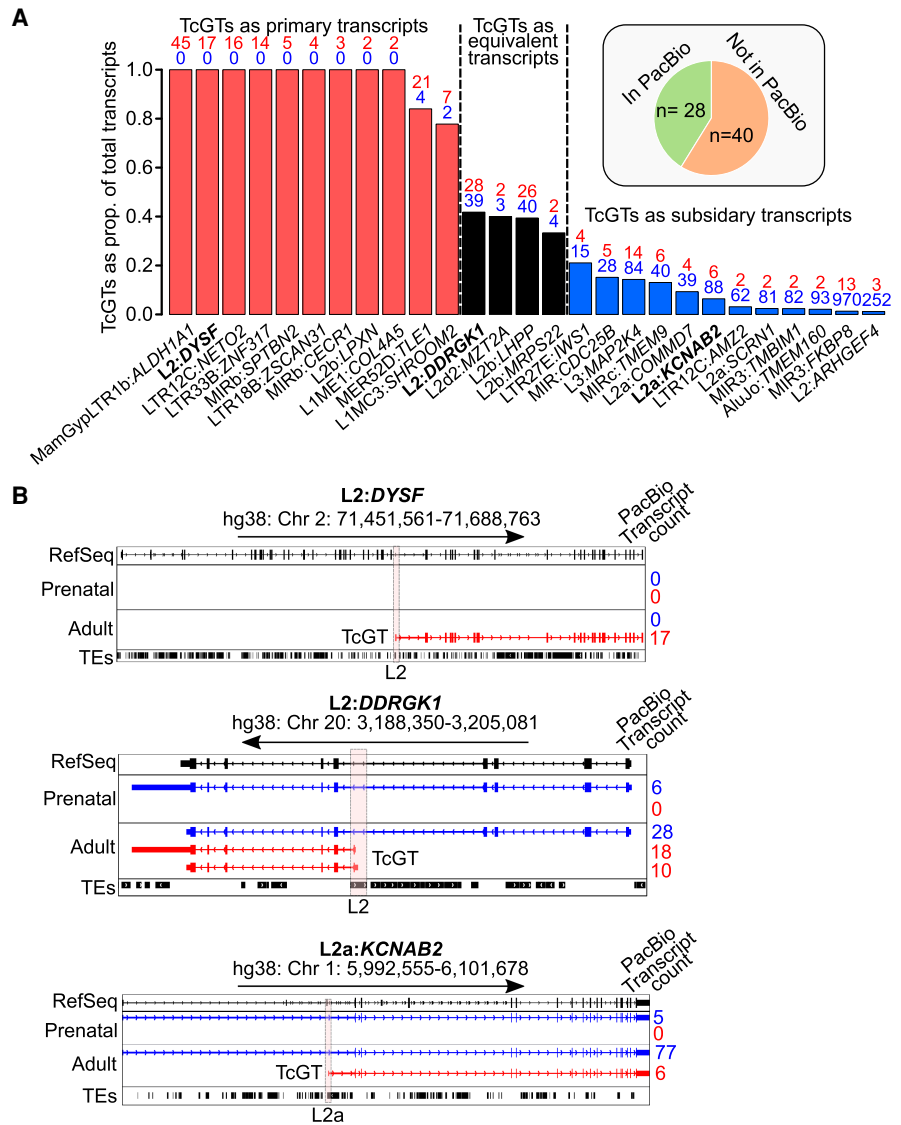 A
TcGTs as primary transcripts
TcGTs as
equivalent
transcripts
45 17 16 14 5 4 3 2 2
0 0 0 0 0 0 0 0 0
21
4
7
2
28
39
2
3
26
40
2
4
In PacBio
Not in PacBio
n= 28
n=40
TcGTs as subsidary transcripts
4
15
5
28
14
84
6
40
4
39
6
88
2
62
2
81
2
82
2
93
13
970
3
252
TcGTs as prop. of total transcripts
1.0
0.8
0.6
0.4
0.2
0.0
MamGypLTR1b:ALDH1A1
L2:DYSF
LTR12C:NETO2
LTR33B:ZNF317
MIRb:SPTBN2
LTR18B:ZSCAN31
MIRb:CECR1
L2b:LPXN
L1ME1:COL4A5
MER52D:TLE1
L1MC3:SHROOM2
L2:DDRGK1
L2d2:MZT2A
L2b:LHPP
L2b:MRPS22
LTR27E:IWS1
MIR:CDC25B
L3:MAP2K4
MIRc:TMEM9
L2a:COMMD7
L2a:KCNAB2
LTR12C:AMZ2
L2a:SCRN1
MIR3:TMBIM1
AluJo:TMEM160
MIR3:FKBP8
L2:ARHGEF4
B
L2:DYSF
hg38: Chr 2: 71,451,561-71,688,763
PacBio
Transcript
count
RefSeq
Prenatal
0
0
Adult
0
TcGT
17
TEs
L2
L2:DDRGK1
hg38: Chr 20: 3,188,350-3,205,081
PacBio
Transcript
count
RefSeq
Prenatal
6
0
Adult
28
18
TcGT
10
TEs
L2
L2a:KCNAB2
hg38: Chr 1: 5,992,555-6,101,678
PacBio
Transcript
count
RefSeq
Prenatal
5
0
Adult
77
TcGT
6
TEs
L2a